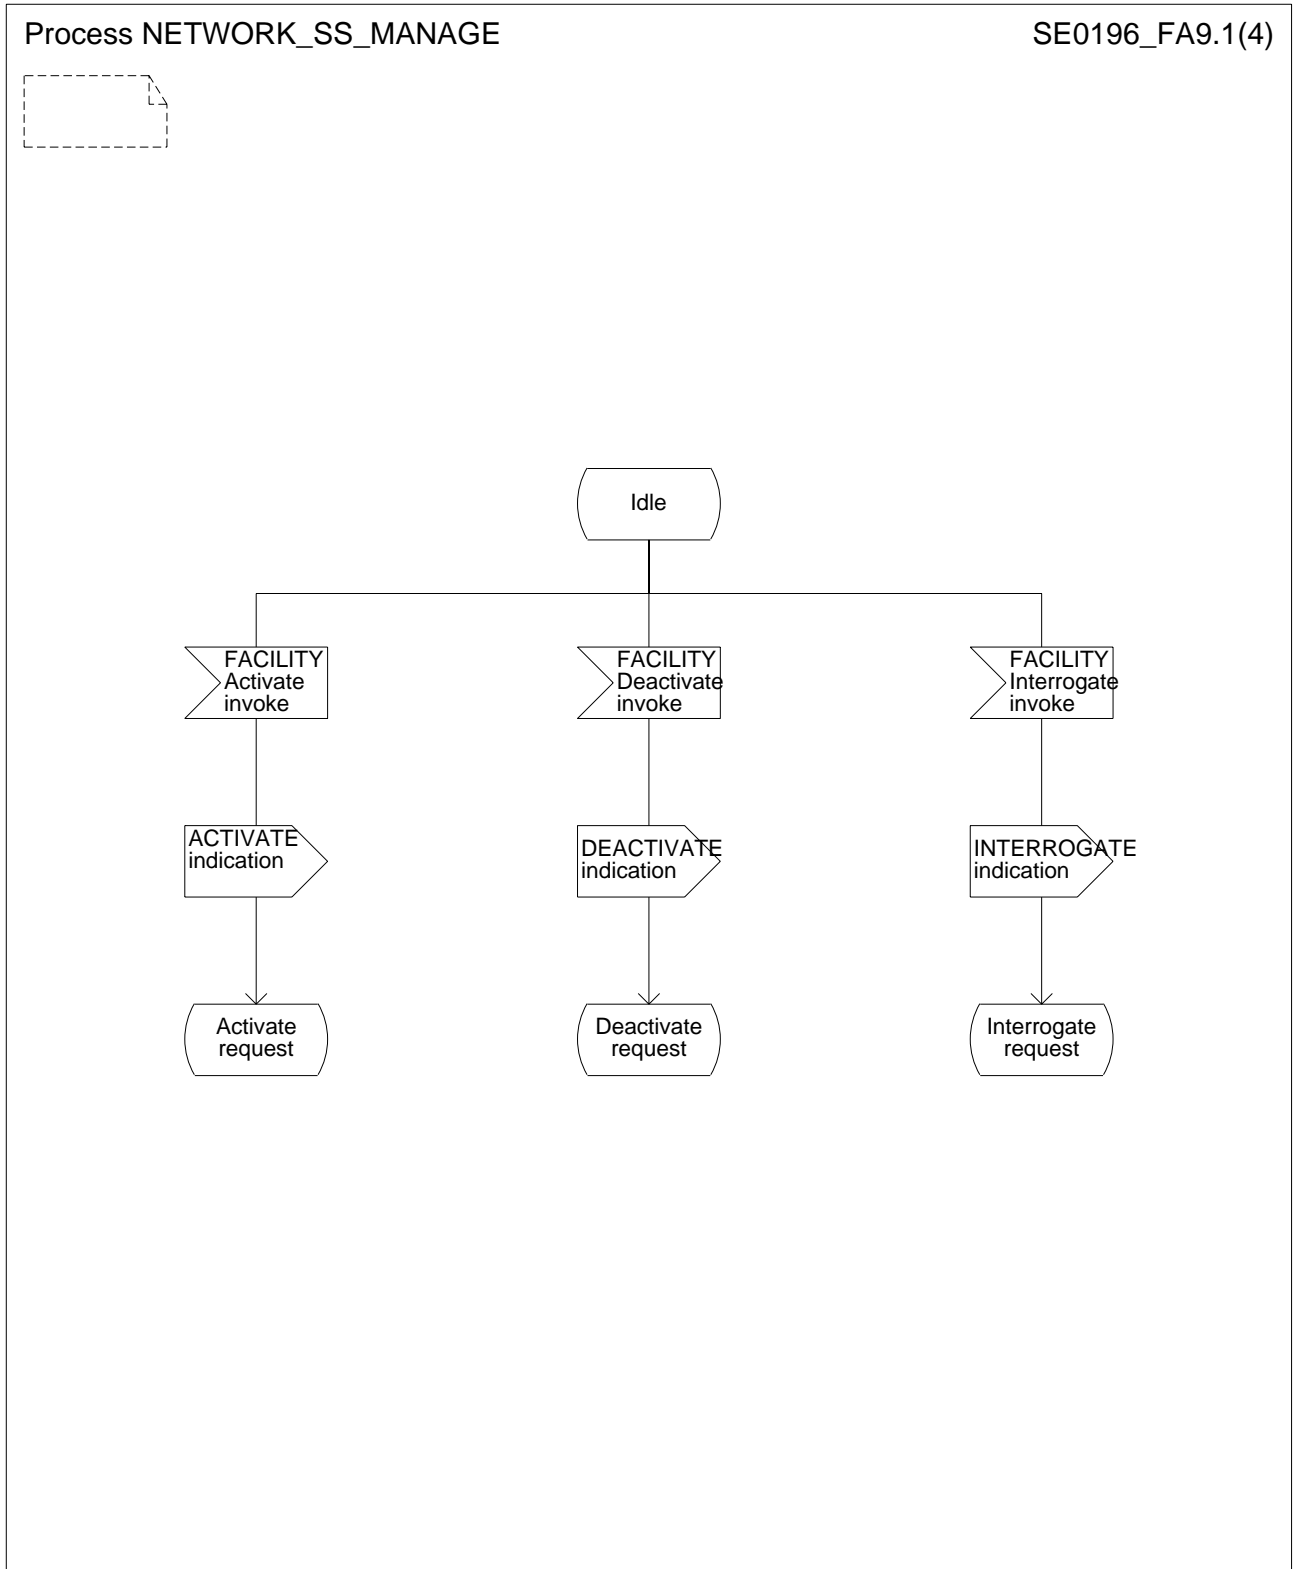 Process NETWORK_SS_MANAGE
SE0196_FA9.1(4)
Idle
FACILITY
Activate
invoke
FACILITY
Deactivate
invoke
FACILITY
Interrogate
invoke
ACTIVATE
indication
DEACTIVATE
indication
INTERROGATE
indication
Activate
request
Deactivate
request
Interrogate
request